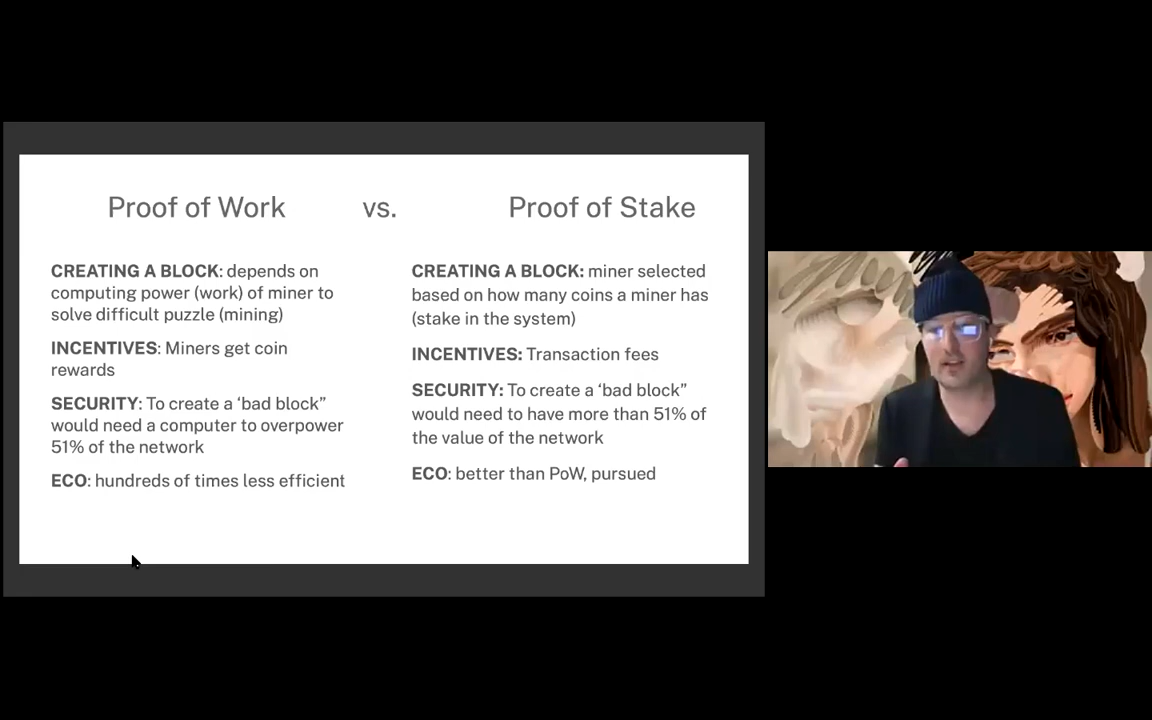 Proof of Work vs. Proof of Stake
CREATING A BLOCK: depends on
computing power (work) of miner to
solve difficult puzzle (mining)
INCENTIVES: Miners get coin
rewards
SECURITY: To create a ‘bad block”
would need a computer to overpower
51% of the network
ECO: hundreds of times less efficient
CREATING A BLOCK: miner selected
based on how many coins a miner has
(stake in the system)
INCENTIVES: Transaction fees
SECURITY: To create a ‘bad block”
would need to have more than 51% of
the value of the network
ECO: better than PoW, pursued